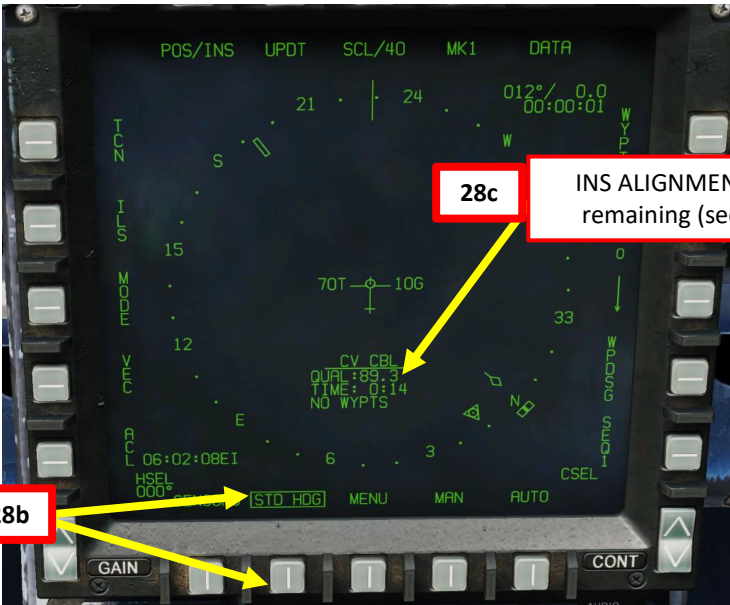 POS/INS UPDT SCL/40 MK1 DATA
012°/ 0.0
00:00:01
21 24
W
S
TCN
WYPT
28c
INS ALIGNMEN
remaining (se
ILS
15
0
70T 10G
MODE
33
12
CV CBL
QUAL:89.3
TIME: 0:14
NO WYPTS
VEC
WPDSG
N
E
ACL
06:02:08EI
6 3
SEQ1
HSEL
000°
CSEL
STD HDG MENU MAN AUTO
8b
GAIN
CONT